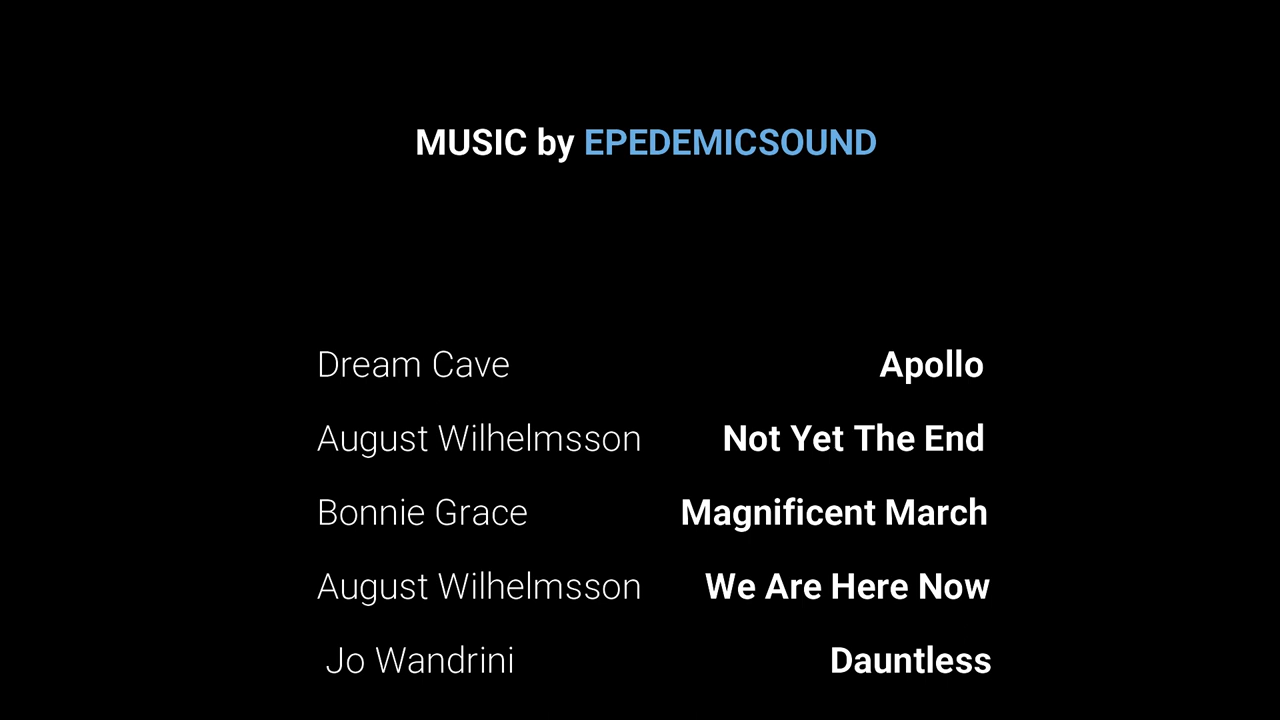 MUSIC by EPEDEMICSOUND
Dream Cave Apollo
August Wilhelmsson Not Yet The End
Bonnie Grace Magnificent March
August Wilhelmsson We Are Here Now
Jo Wandrini Dauntless